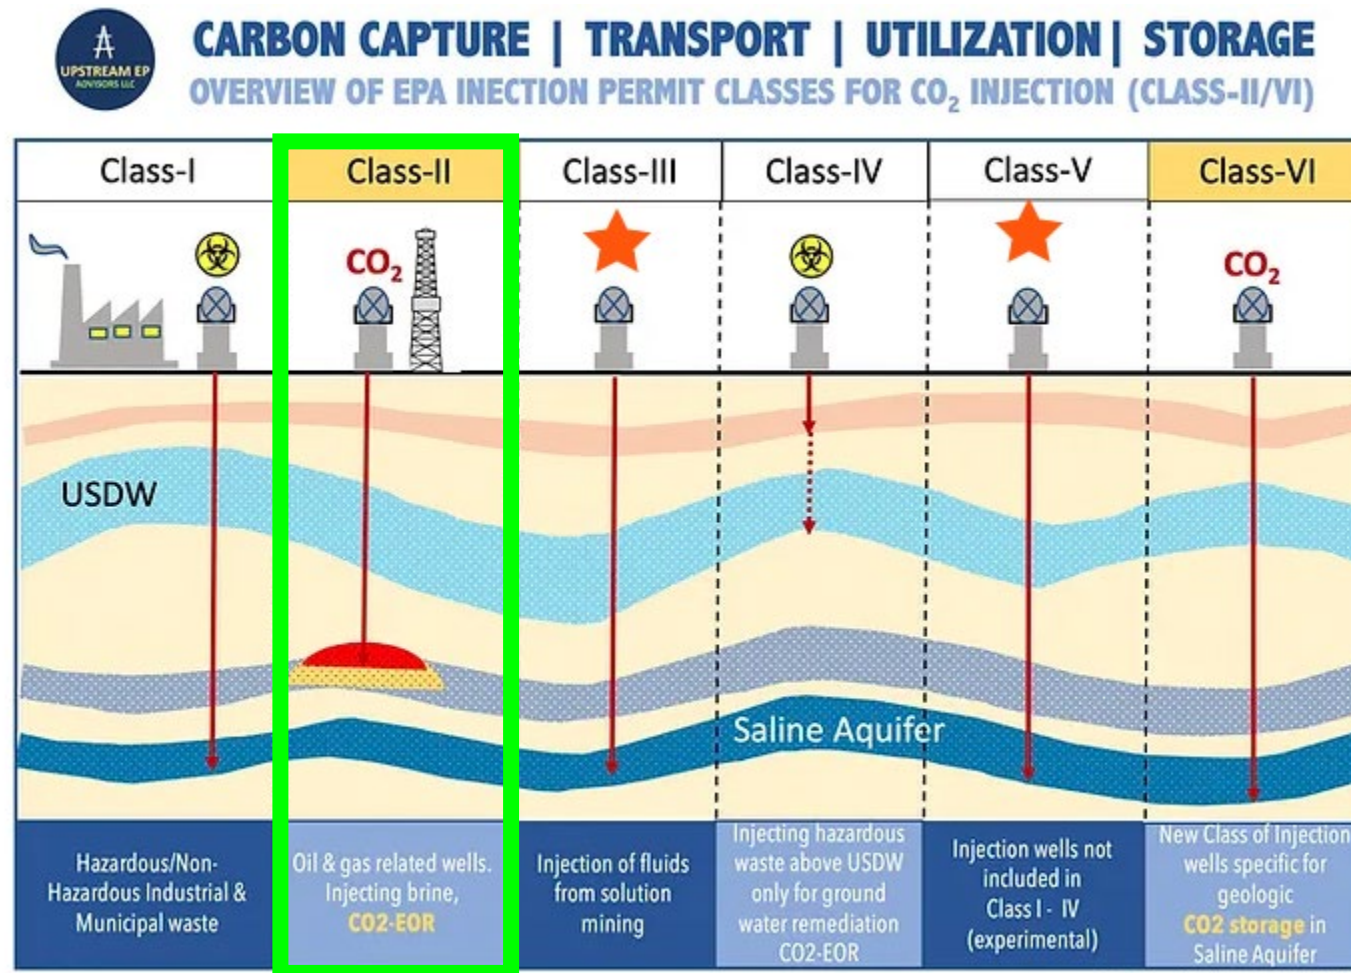 UPSTREAM EP
ADVISORS LLC
CARBON CAPTURE | TRANSPORT | UTILIZATION | STORAGE
OVERVIEW OF EPA INECTION PERMIT CLASSES FOR CO₂ INJECTION (CLASS-II/VI)
Class-I
Class-II
Class-III
Class-IV
Class-V
Class-VI
CO₂
CO₂
USDW
Saline Aquifer
Hazardous/Non-
Hazardous Industrial &
Municipal waste
Oil & gas related wells.
Injecting brine,
CO2-EOR
Injection of fluids
from solution
mining
Injecting hazardous
waste above USDW
only for ground
water remediation
CO2-EOR
Injection wells not
included in
Class I - IV
(experimental)
New Class of Injection
wells specific for
geologic
CO2 storage in
Saline Aquifer